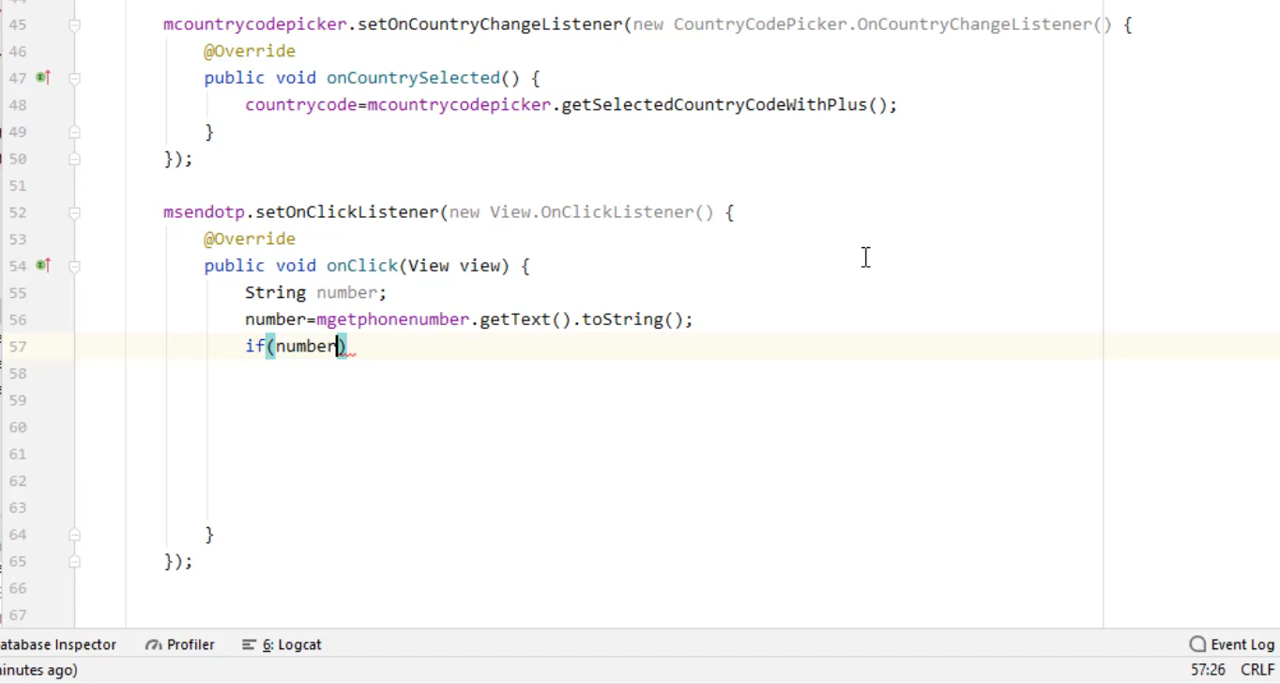 45 mcountrycodepicker.setOnCountryChangeListener(new CountryCodePicker.OnCountryChangeListener() {
46 @Override
47 public void onCountrySelected() {
48 countrycode=mcountrycodepicker.getSelectedCountryCodeWithPlus();
49 }
50 });
51
52 msendotp.setOnClickListener(new View.OnClickListener() {
53 @Override
54 public void onClick(View view) {
55 String number;
56 number=mgetphonenumber.getText().toString();
57 if(number)
58
59
60
61
62
63
64 }
65 });
66
67
atabase Inspector Profiler 6: Logcat Event Log
inutes ago) 57:26 CRLF